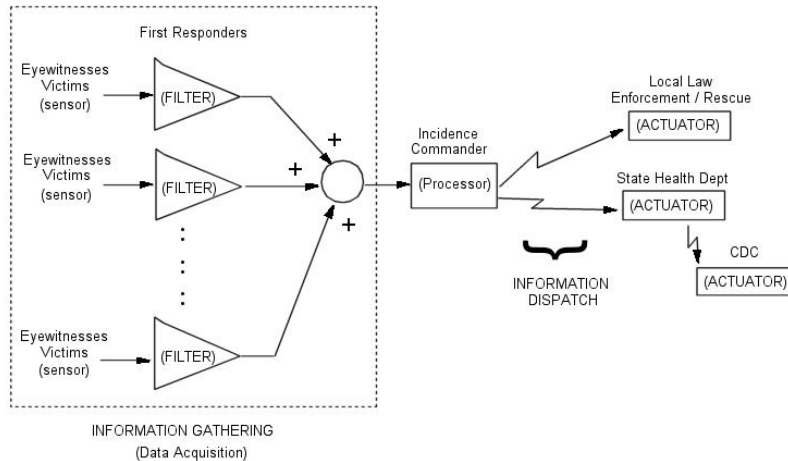 First Responders
Eyewitnesses
Victims
(sensor)
(FILTER)
Eyewitnesses
Victims
(sensor)
(FILTER)
Eyewitnesses
Victims
(sensor)
(FILTER)
+
+
+
INFORMATION GATHERING
(Data Acquisition)
Incidence
Commander
(Processor)
Local Law
Enforcement / Rescue
(ACTUATOR)
State Health Dept
(ACTUATOR)
CDC
(ACTUATOR)
INFORMATION
DISPATCH